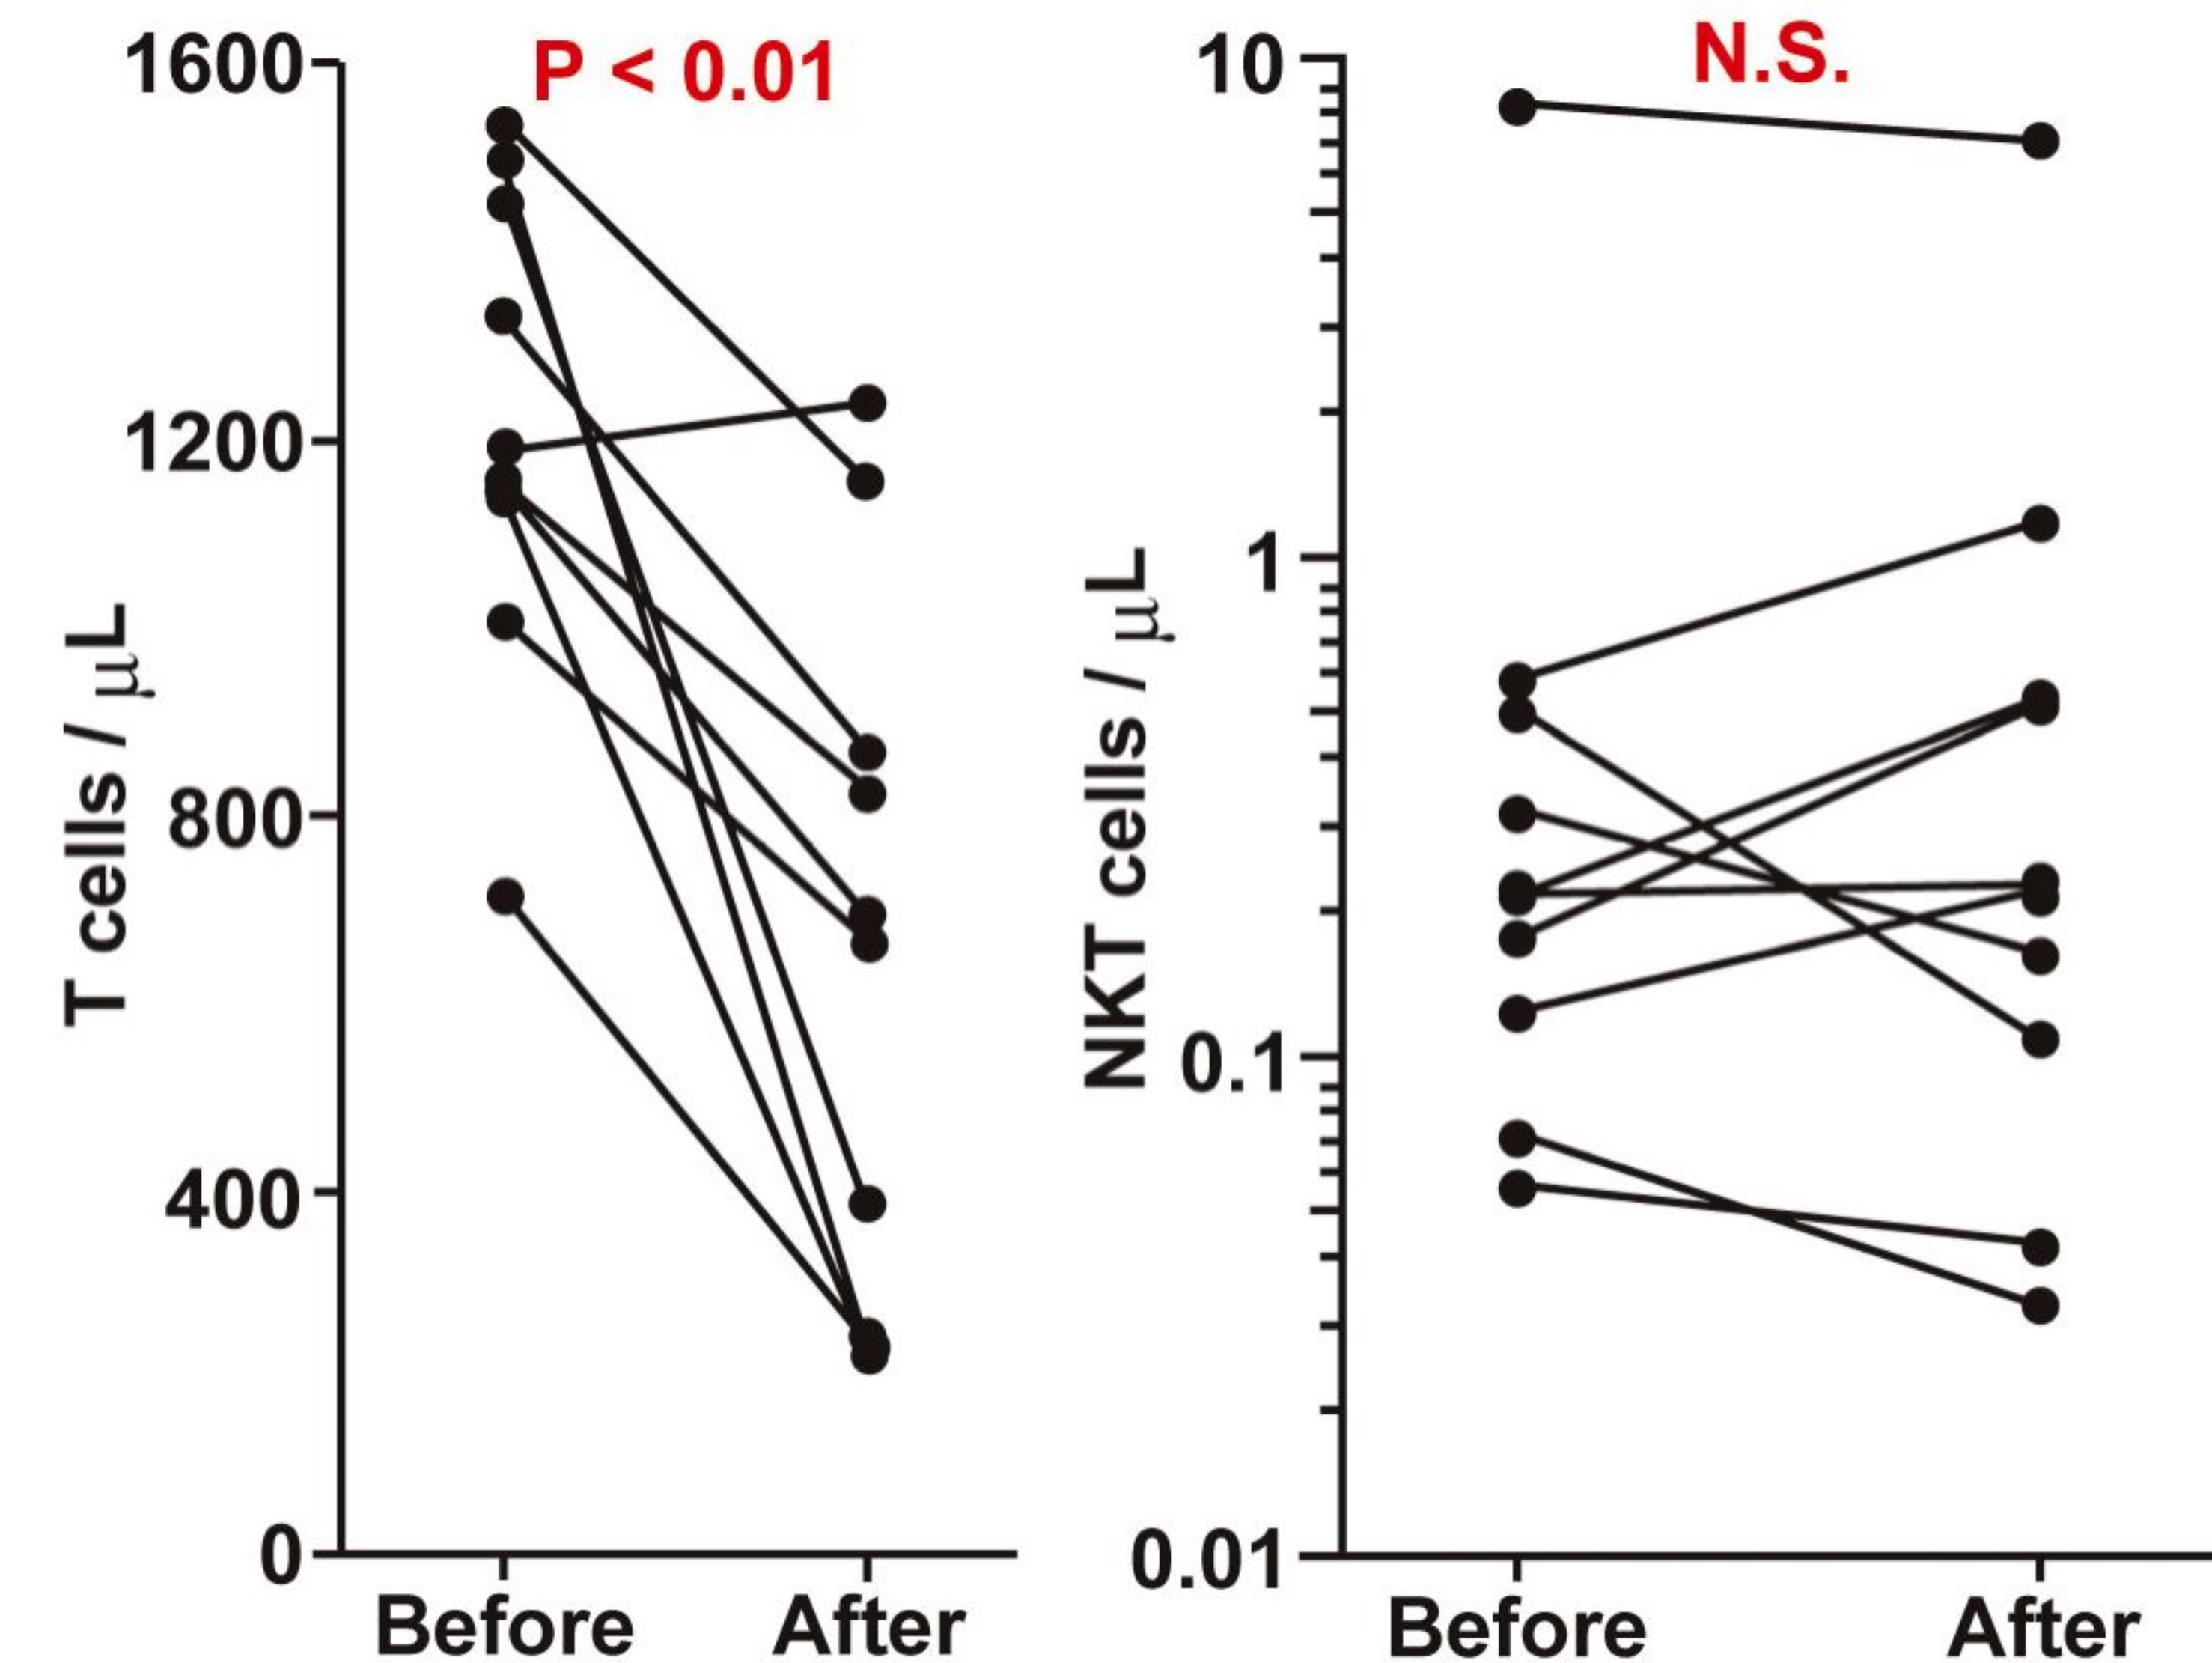 P < 0.01
1600
1200
800
400
0
T cells / μL
Before After
N.S.
10
1
0.1
0.01
NKT cells / μL
Before After